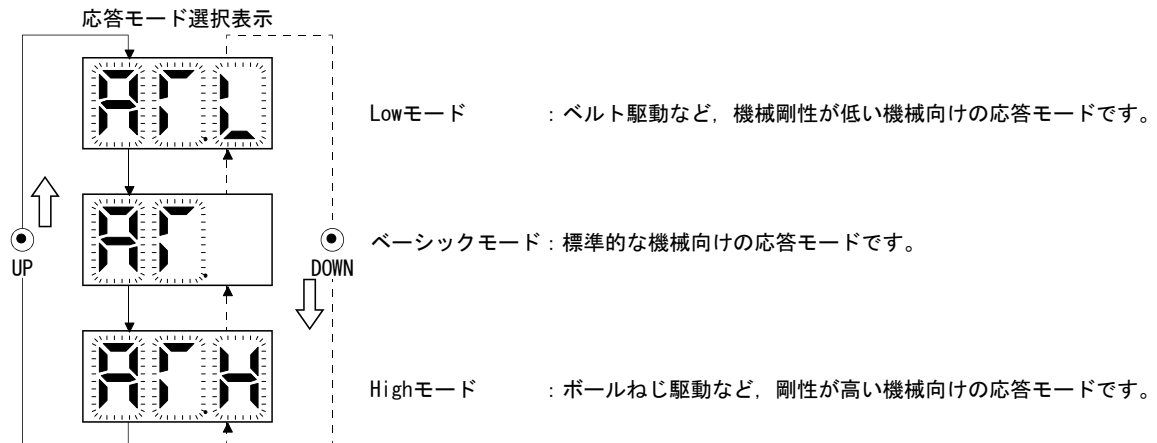 応答モード選択表示
AT.L
Lowモード　　　：ベルト駆動など，機械剛性が低い機械向けの応答モードです。
AT.
UP
DOWN
ベーシックモード：標準的な機械向けの応答モードです。
AT.H
Highモード　　　：ボールねじ駆動など，剛性が高い機械向けの応答モードです。